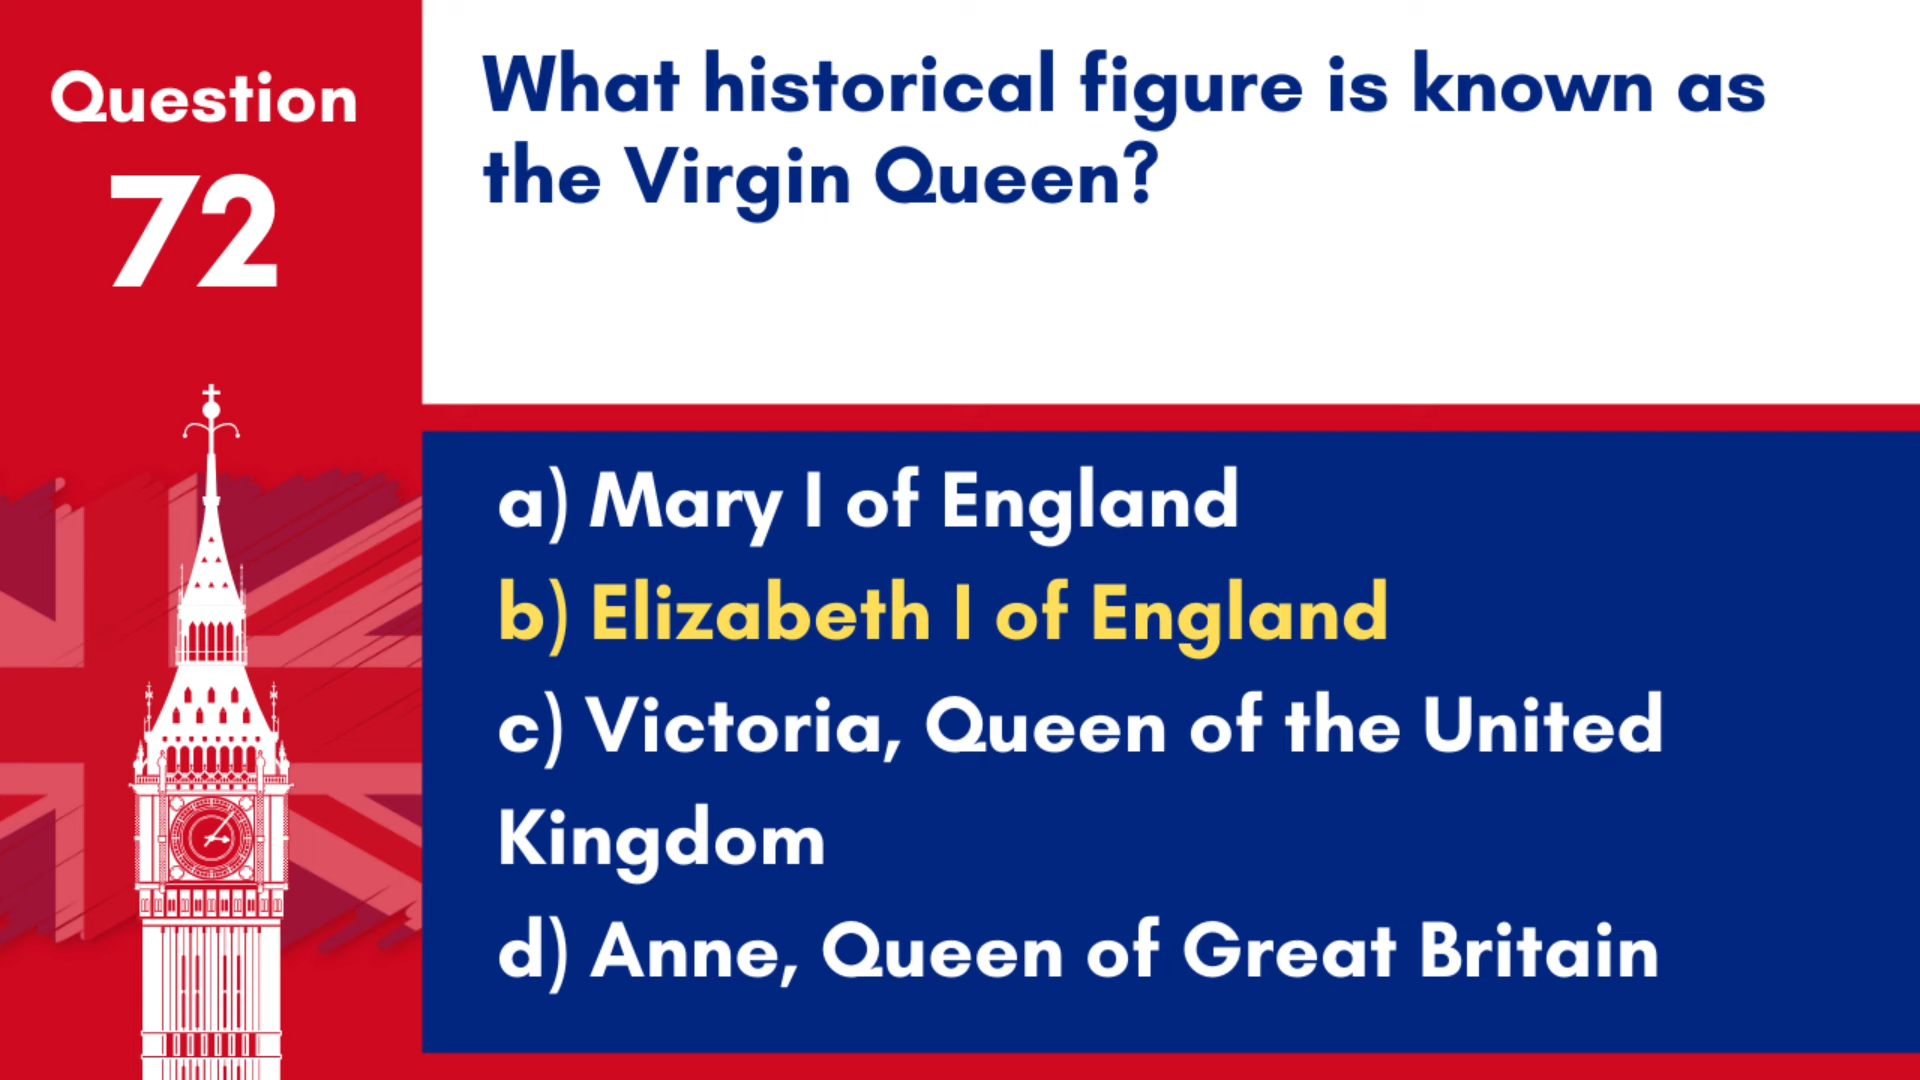 Question
72
What historical figure is known as
the Virgin Queen?
a) Mary I of England
b) Elizabeth I of England
c) Victoria, Queen of the United
Kingdom
d) Anne, Queen of Great Britain